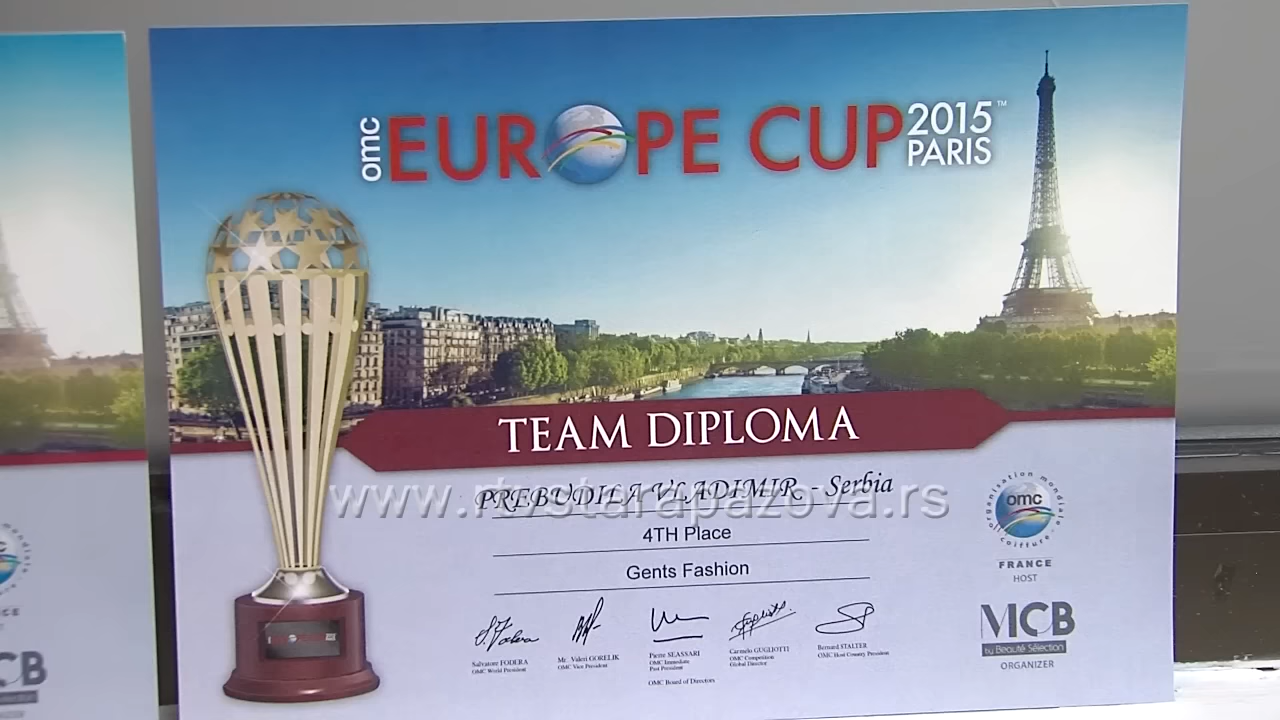 omc EUROPE CUP 2015 PARIS™
TEAM DIPLOMA
PREBUDILA VLADIMIR - Serbia
www.rtvstarapazova.rs
4TH Place
Gents Fashion
Salvatore FODERA
OMC World President
Mr. Valeri GORELIK
OMC Vice President
Pierre SEASSARI
OMC Immediate
Past President
Carmelo GUGLIOTTI
OMC Competition
Global Director
Bernard STALTER
OMC Host Country President
OMC Board of Directors
organisation mondiale coiffure
omc
FRANCE
HOST
MCB
by Beauté Sélection
ORGANIZER
CB